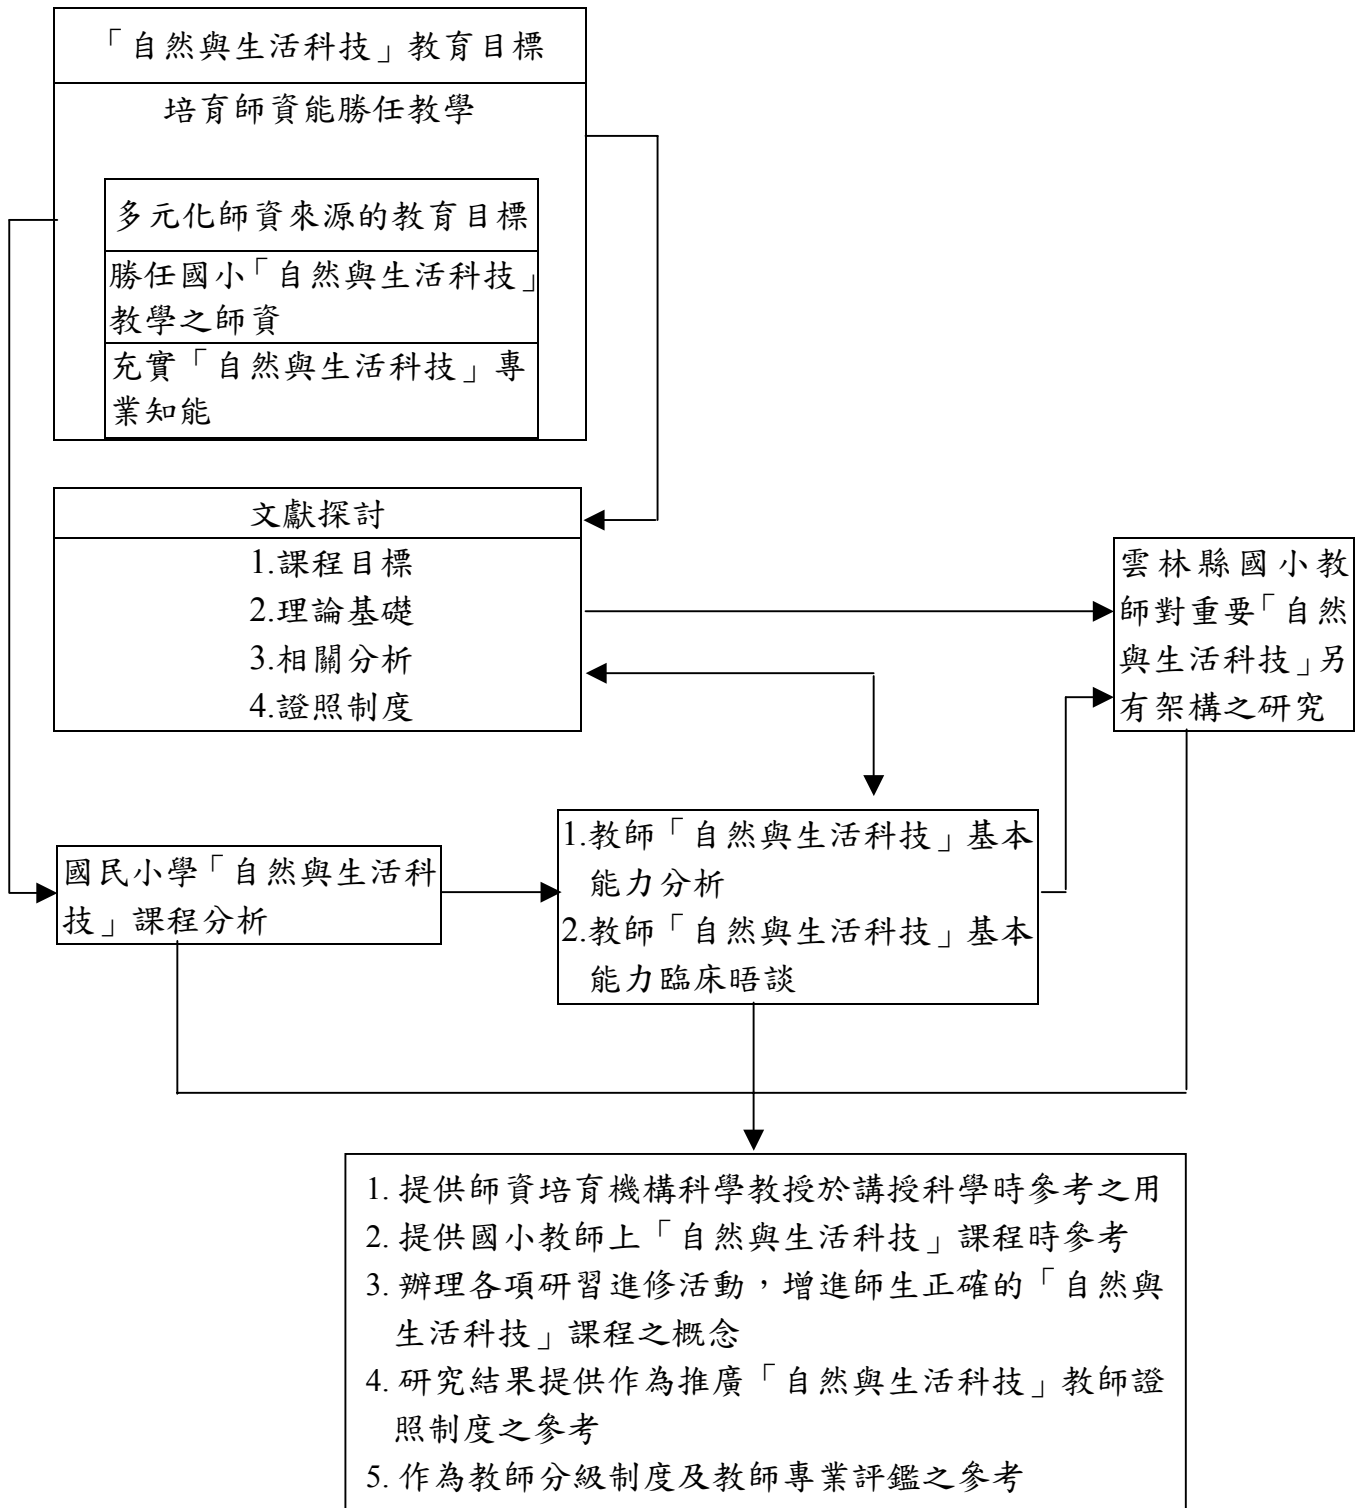 「自然與生活科技」教育目標
培育師資能勝任教學
多元化師資來源的教育目標
勝任國小「自然與生活科技」
教學之師資
充實「自然與生活科技」專
業知能
文獻探討
1.課程目標
2.理論基礎
3.相關分析
4.證照制度
雲林縣國小教
師對重要「自然
與生活科技」另
有架構之研究
國民小學「自然與生活科
技」課程分析
1.教師「自然與生活科技」基本
能力分析
2.教師「自然與生活科技」基本
能力臨床晤談
1. 提供師資培育機構科學教授於講授科學時參考之用
2. 提供國小教師上「自然與生活科技」課程時參考
3. 辦理各項研習進修活動，增進師生正確的「自然與
生活科技」課程之概念
4. 研究結果提供作為推廣「自然與生活科技」教師證
照制度之參考
5. 作為教師分級制度及教師專業評鑑之參考